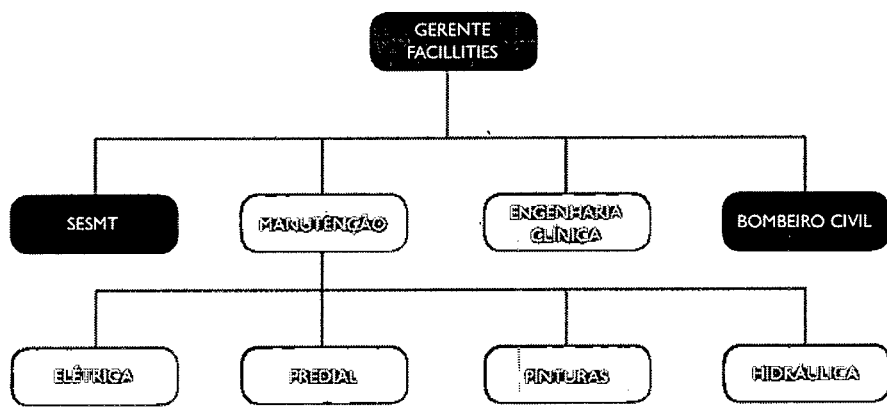 GERENTE
FACILLITIES
SESMT
MANUTENÇÃO
ENGENHARIA
CLÍNICA
BOMBEIRO CIVIL
ELÉTRICA
PREDIAL
PINTURAS
HIDRÁULICA